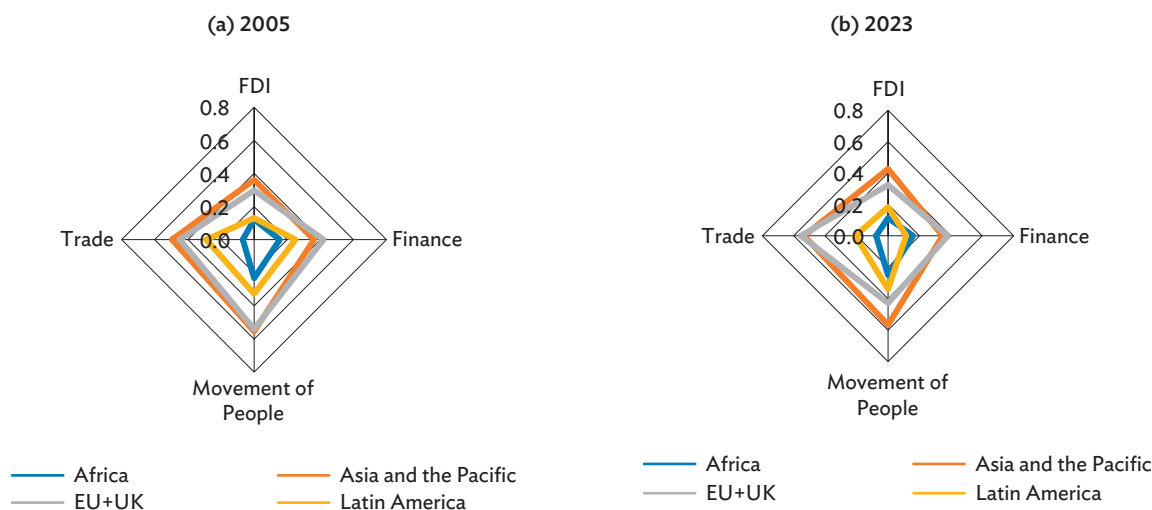 (a) 2005
FDI
0.8
0.6
0.4
0.2
0.0
Trade
Finance
Movement of
People
Africa
Asia and the Pacific
EU+UK
Latin America
(b) 2023
FDI
0.8
0.6
0.4
0.2
0.0
Trade
Finance
Movement of
People
Africa
Asia and the Pacific
EU+UK
Latin America